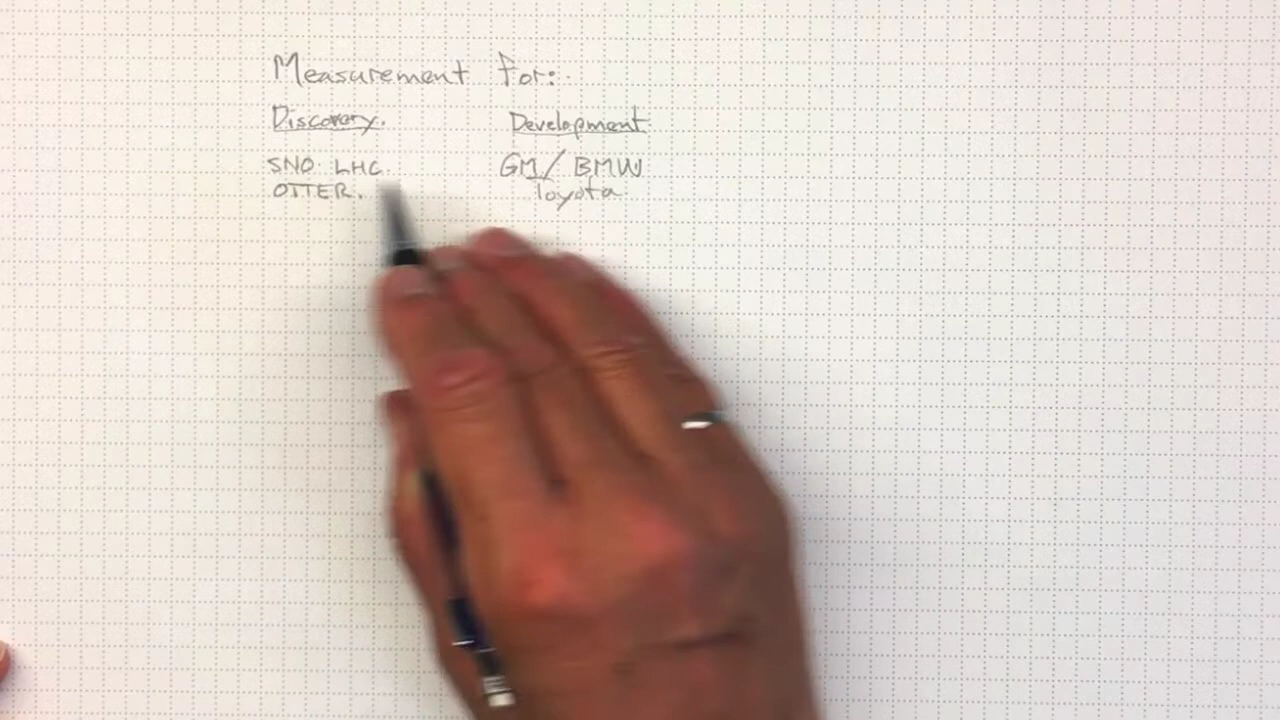 Measurement for:
Discovery. Development
SNO LHC. GM/ BMW
OTTER. Toyota